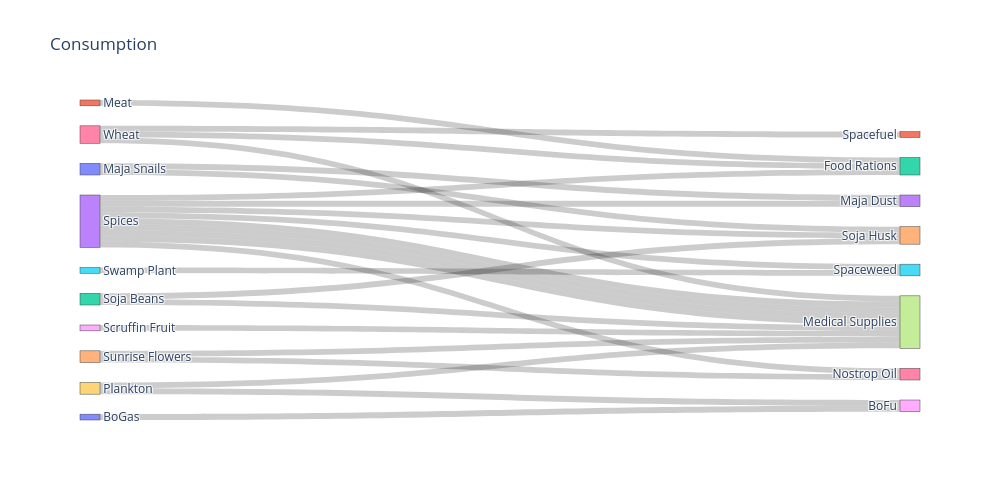 Consumption
Meat
Wheat
Maja Snails
Spices
Swamp Plant
Soja Beans
Scruffin Fruit
Sunrise Flowers
Plankton
BoGas
Spacefuel
Food Rations
Maja Dust
Soja Husk
Spaceweed
Medical Supplies
Nostrop Oil
BoFu